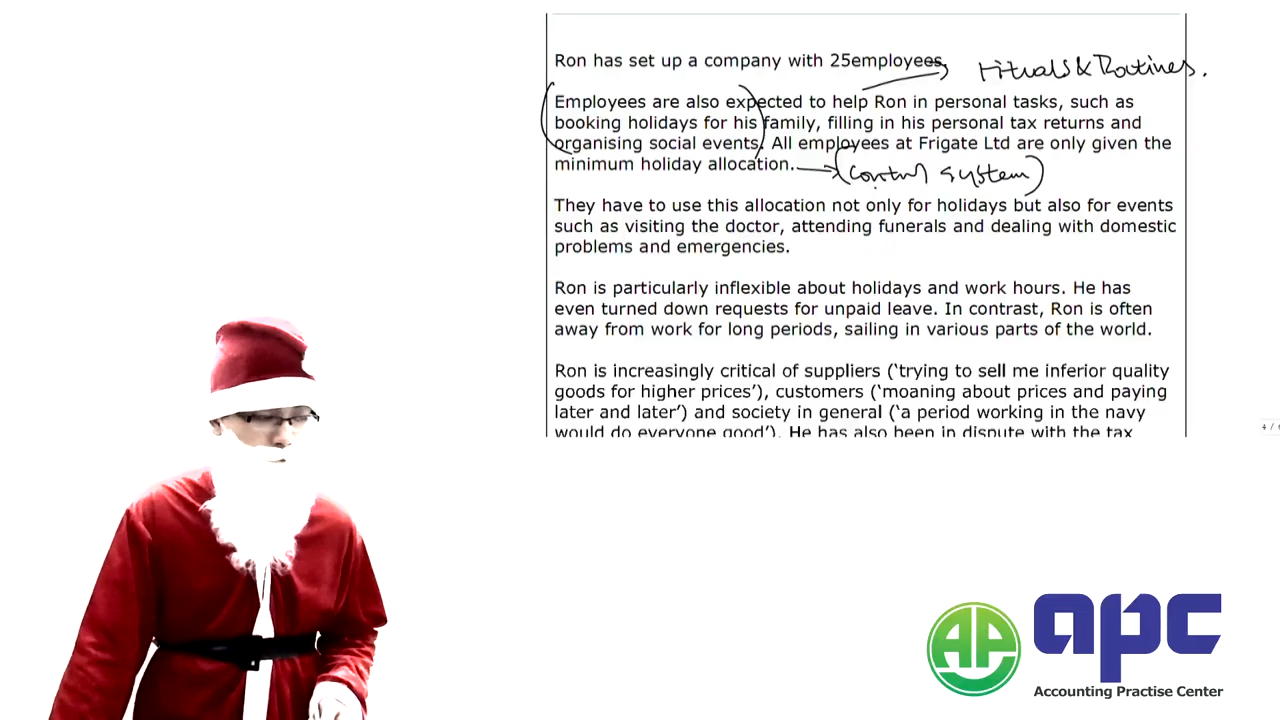 Ron has set up a company with 25employees.
rituals & Routines.
Employees are also expected to help Ron in personal tasks, such as
booking holidays for his family, filling in his personal tax returns and
organising social events. All employees at Frigate Ltd are only given the
minimum holiday allocation.
(control system)
They have to use this allocation not only for holidays but also for events
such as visiting the doctor, attending funerals and dealing with domestic
problems and emergencies.
Ron is particularly inflexible about holidays and work hours. He has
even turned down requests for unpaid leave. In contrast, Ron is often
away from work for long periods, sailing in various parts of the world.
Ron is increasingly critical of suppliers ('trying to sell me inferior quality
goods for higher prices'), customers ('moaning about prices and paying
later and later') and society in general ('a period working in the navy
would do everyone good'). He has also been in dispute with the tax
4 / 6
AP
apc
Accounting Practise Center